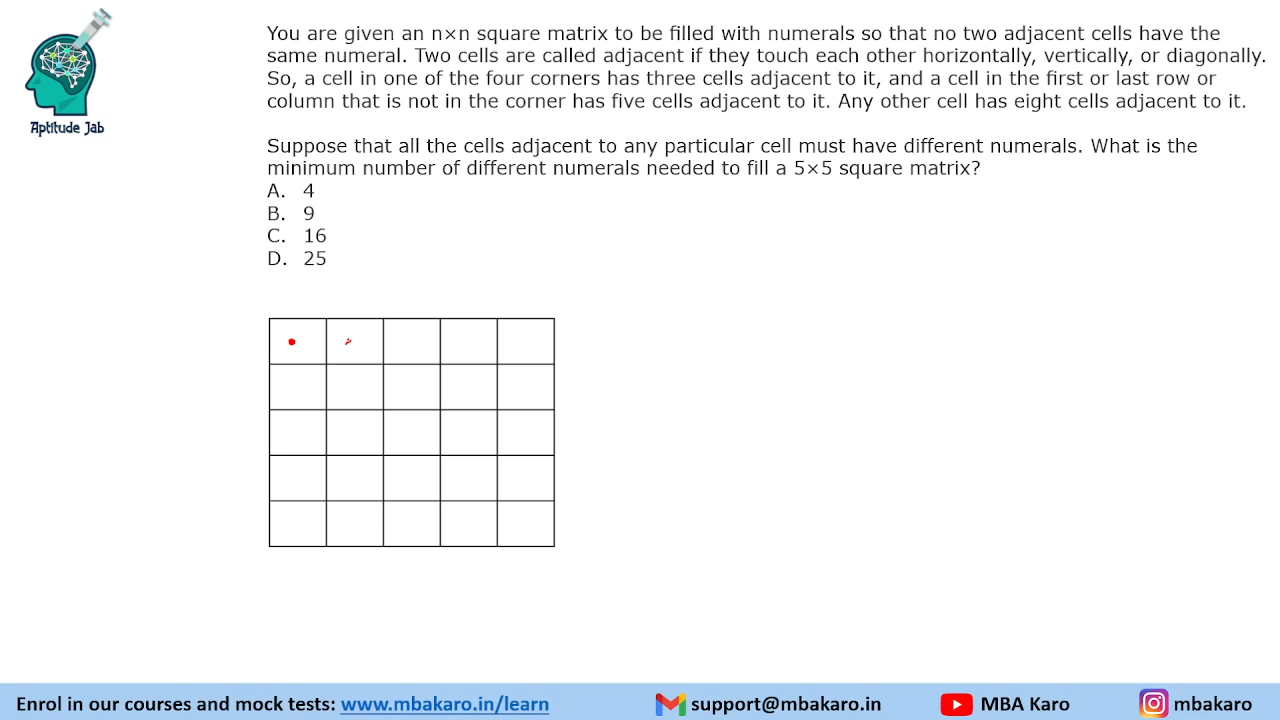 You are given an n×n square matrix to be filled with numerals so that no two adjacent cells have the
same numeral. Two cells are called adjacent if they touch each other horizontally, vertically, or diagonally.
So, a cell in one of the four corners has three cells adjacent to it, and a cell in the first or last row or
column that is not in the corner has five cells adjacent to it. Any other cell has eight cells adjacent to it.
Aptitude Jab
Suppose that all the cells adjacent to any particular cell must have different numerals. What is the
minimum number of different numerals needed to fill a 5×5 square matrix?
A. 4
B. 9
C. 16
D. 25
Enrol in our courses and mock tests: www.mbakaro.in/learn support@mbakaro.in MBA Karo mbakaro